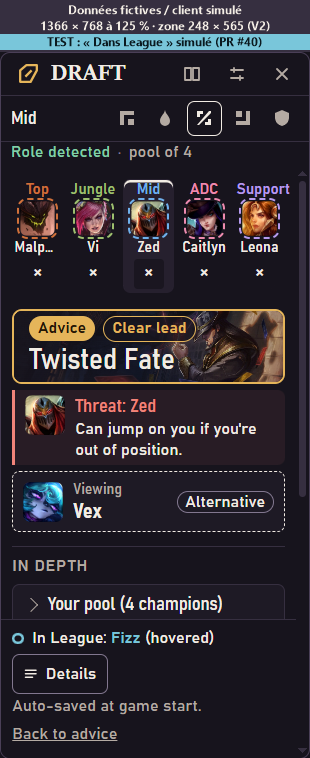 Données fictives / client simulé
1366 × 768 à 125 % · zone 248 × 565 (V2)
TEST : « Dans League » simulé (PR #40)
DRAFT
Mid
Role detected · pool of 4
Top Jungle Mid ADC Support
Malp... Vi Zed Caitlyn Leona
× × × × ×
Advice Clear lead
Twisted Fate
Threat: Zed
Can jump on you if you're
out of position.
Viewing
Vex
Alternative
IN DEPTH
Your pool (4 champions)
In League: Fizz (hovered)
Details
Auto-saved at game start.
Back to advice